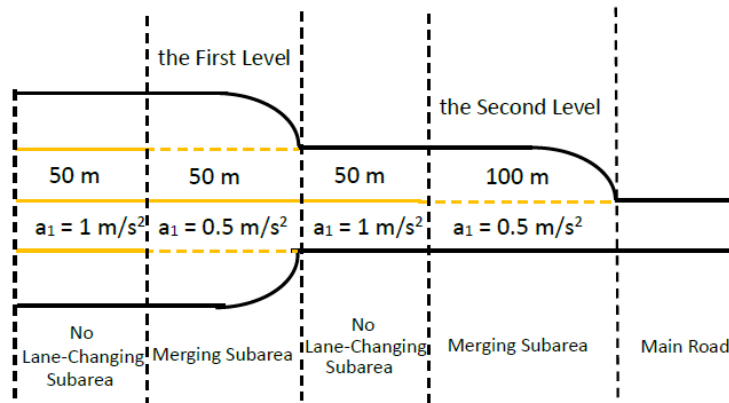 the First Level
the Second Level
50 m
50 m
50 m
100 m
a₁ = 1 m/s²
a₁ = 0.5 m/s²
a₁ = 1 m/s²
a₁ = 0.5 m/s²
No
Lane-Changing
Subarea
Merging Subarea
No
Lane-Changing
Subarea
Merging Subarea
Main Road